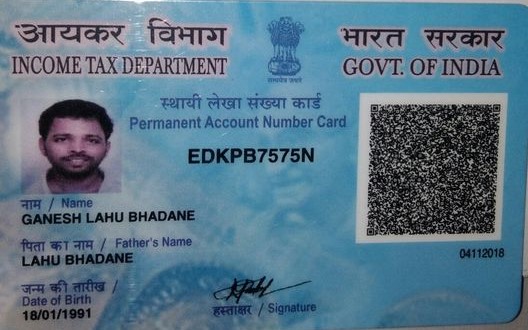 आयकर विभाग
INCOME TAX DEPARTMENT
सत्यमेव जयते
भारत सरकार
GOVT. OF INDIA
स्थायी लेखा संख्या कार्ड
Permanent Account Number Card
EDKPB7575N
नाम / Name
GANESH LAHU BHADANE
पिता का नाम / Father's Name
LAHU BHADANE
04112018
जन्म की तारीख /
Date of Birth
18/01/1991
हस्ताक्षर / Signature